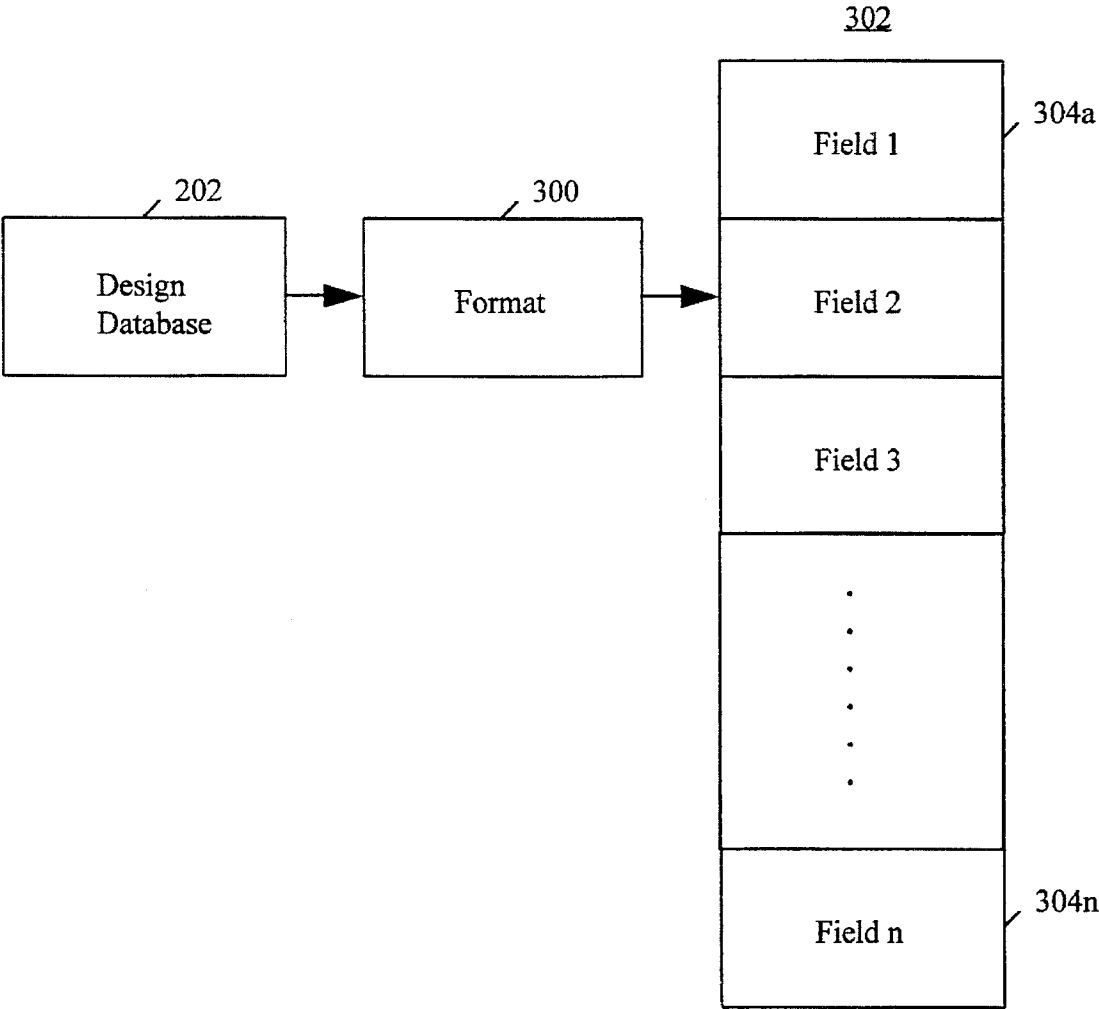 302
304a
Field 1
202
300
Design
Database
Format
Field 2
Field 3
304n
Field n